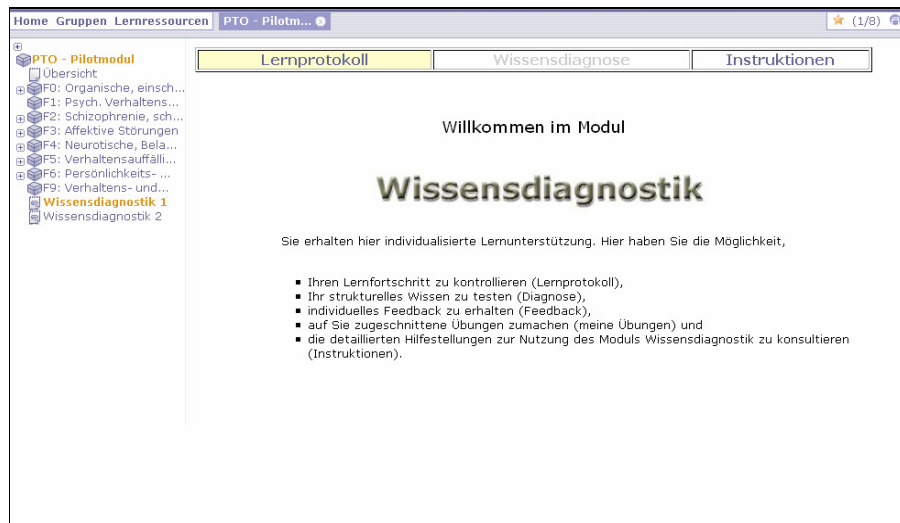 Home Gruppen Lernressourcen PTO - Pilotm... (1/8)
PTO - Pilotmodul
Übersicht
F0: Organische, einsch...
F1: Psych. Verhaltens...
F2: Schizophrenie, sch...
F3: Affektive Störungen
F4: Neurotische, Bela...
F5: Verhaltensauffälli...
F6: Persönlichkeits- ...
F9: Verhaltens- und...
Wissensdiagnostik 1
Wissensdiagnostik 2
Lernprotokoll Wissensdiagnose Instruktionen
Willkommen im Modul
Wissensdiagnostik
Sie erhalten hier individualisierte Lernunterstützung. Hier haben Sie die Möglichkeit,
Ihren Lernfortschritt zu kontrollieren (Lernprotokoll),
Ihr strukturelles Wissen zu testen (Diagnose),
individuelles Feedback zu erhalten (Feedback),
auf Sie zugeschnittene Übungen zumachen (meine Übungen) und
die detaillierten Hilfestellungen zur Nutzung des Moduls Wissensdiagnostik zu konsultieren
(Instruktionen).